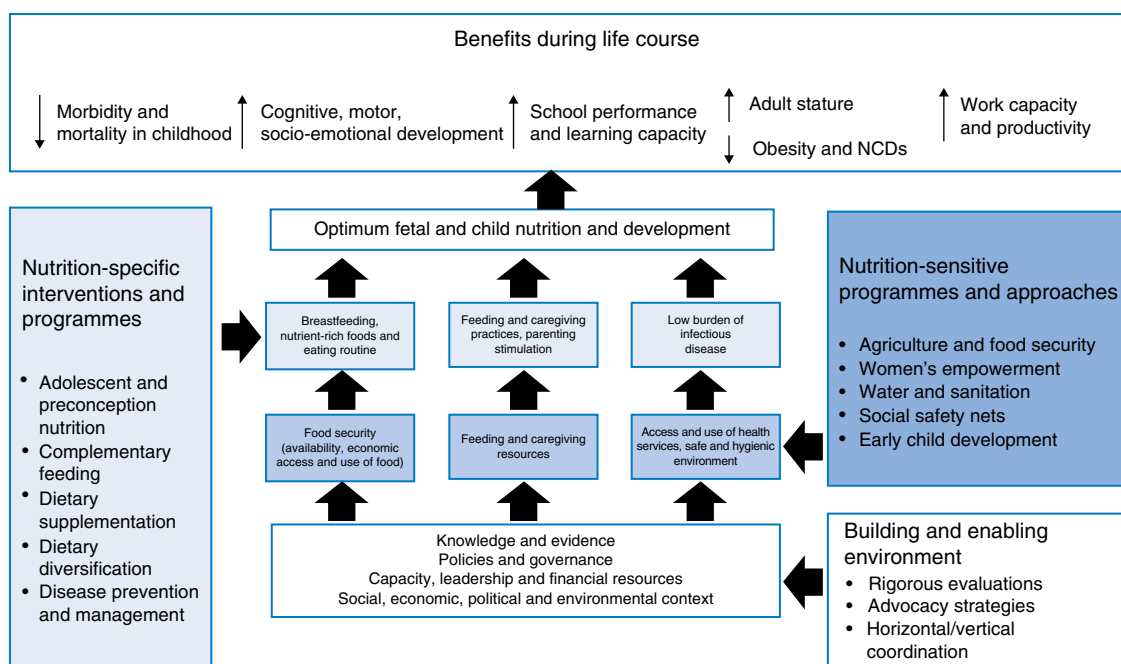 Benefits during life course
Morbidity and
mortality in childhood
Cognitive, motor,
socio-emotional development
School performance
and learning capacity
Adult stature
Obesity and NCDs
Work capacity
and productivity
Optimum fetal and child nutrition and development
Nutrition-specific
interventions and
programmes
• Adolescent and
preconception
nutrition
• Complementary
feeding
• Dietary
supplementation
• Dietary
diversification
• Disease prevention
and management
Breastfeeding,
nutrient-rich foods and
eating routine
Feeding and caregiving
practices, parenting
stimulation
Low burden of
infectious
disease
Food security
(availability, economic
access and use of food)
Feeding and caregiving
resources
Access and use of health
services, safe and hygienic
environment
Knowledge and evidence
Policies and governance
Capacity, leadership and financial resources
Social, economic, political and environmental context
Nutrition-sensitive
programmes and approaches
• Agriculture and food security
• Women’s empowerment
• Water and sanitation
• Social safety nets
• Early child development
Building and enabling
environment
• Rigorous evaluations
• Advocacy strategies
• Horizontal/vertical
coordination